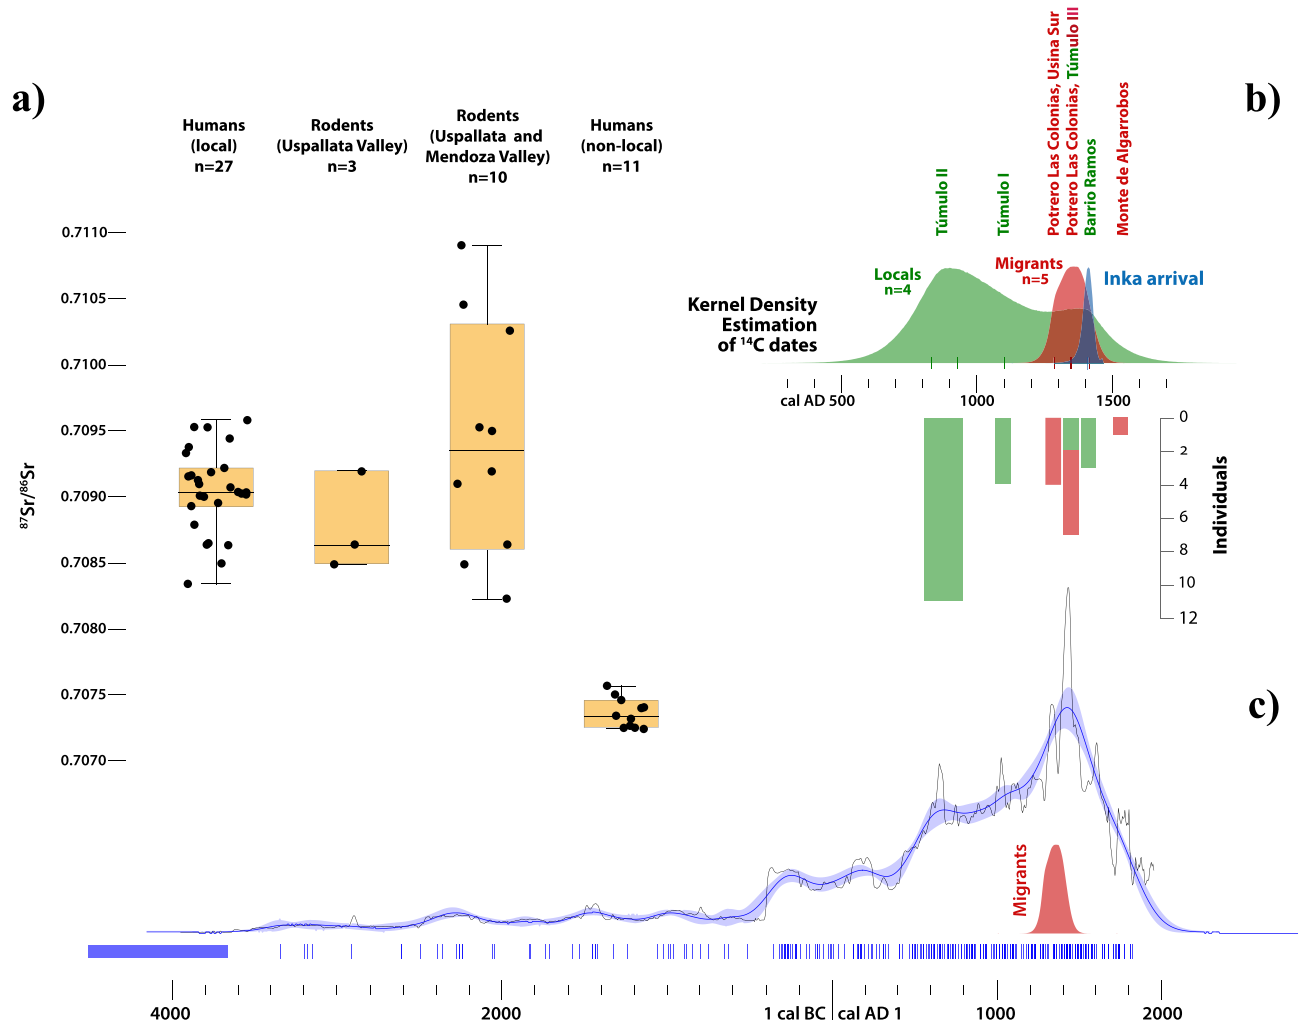 a)
Humans
(local)
n=27
Rodents
(Uspallata Valley)
n=3
Rodents
(Uspallata and
Mendoza Valley)
n=10
Humans
(non-local)
n=11
0.7110
0.7105
0.7100
0.7095
0.7090
0.7085
0.7080
0.7075
0.7070
⁸⁷Sr/⁸⁶Sr
b)
Túmulo II
Túmulo I
Potrero Las Colonias, Usina Sur
Potrero Las Colonias, Túmulo III
Barrio Ramos
Monte de Algarrobos
Locals
n=4
Migrants
n=5
Inka arrival
Kernel Density
Estimation
of ¹⁴C dates
cal AD 500
1000
1500
0
2
4
6
8
10
12
Individuals
c)
Migrants
4000
2000
1 cal BC
cal AD 1
1000
2000